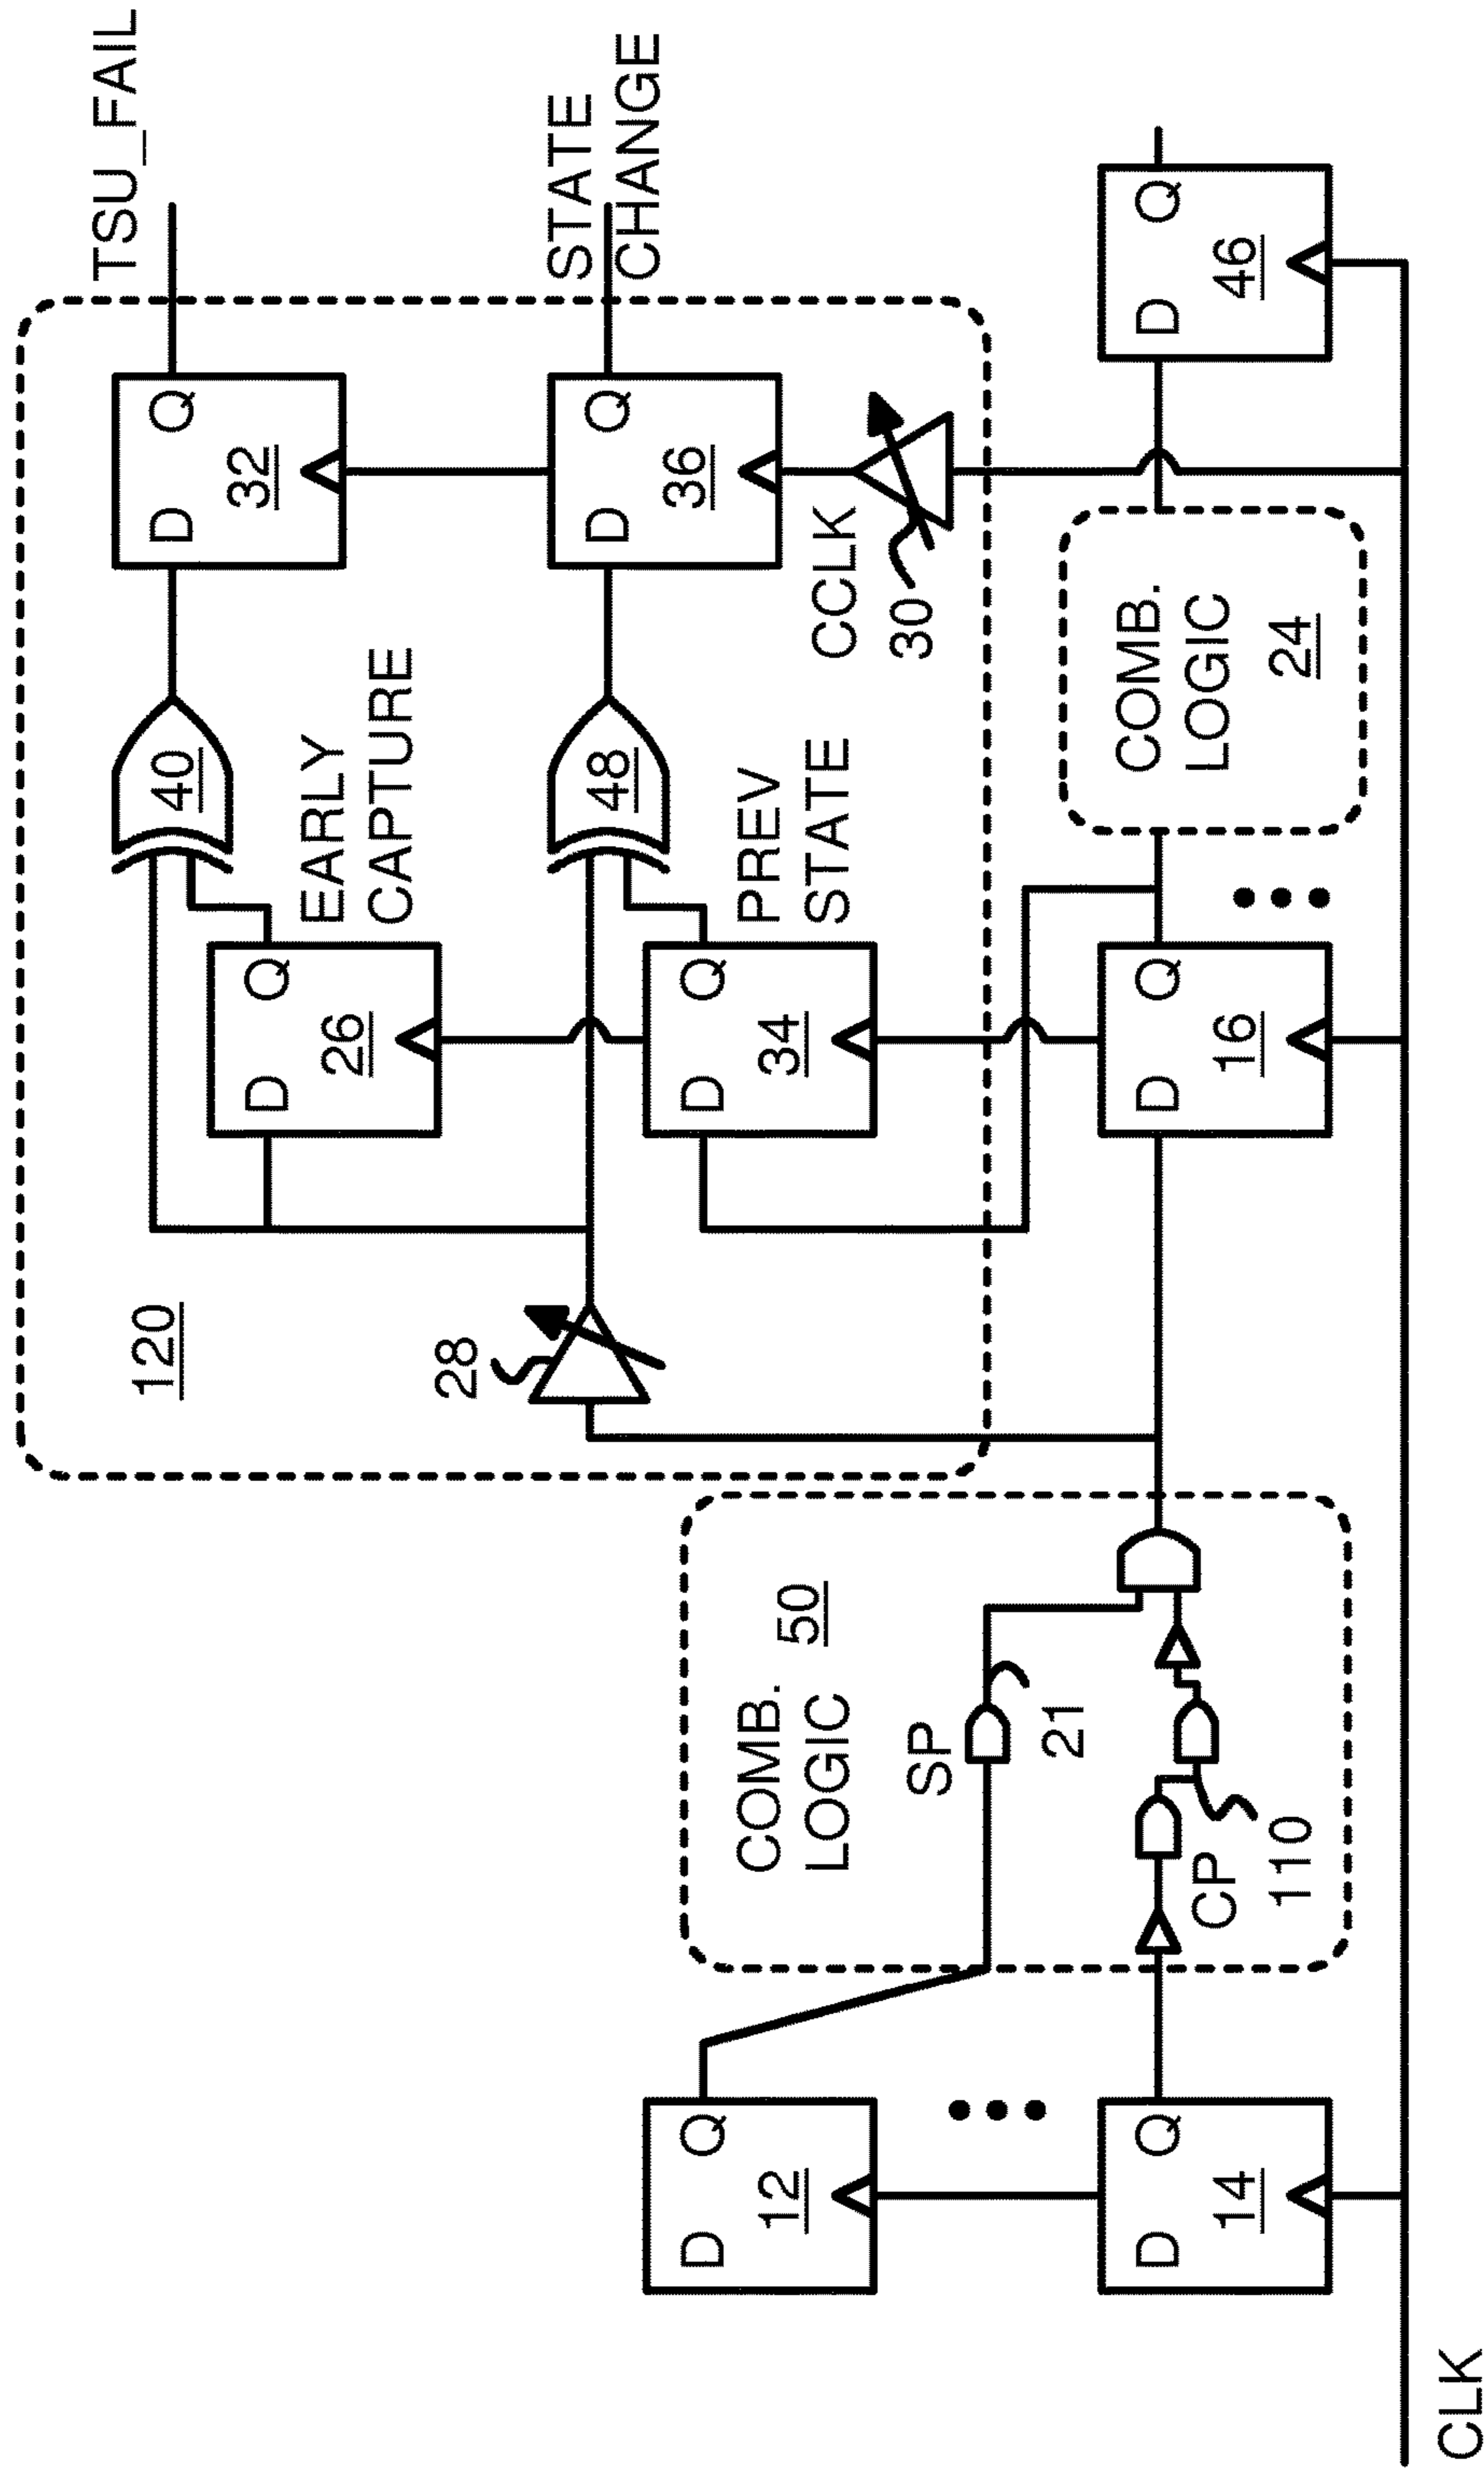 TSU_FAIL
STATE
CHANGE
120
28
D
Q
26
EARLY
CAPTURE
40
D
Q
32
D
Q
34
PREV
STATE
48
D
Q
36
CCLK
30
D
Q
12
D
Q
14
COMB.
LOGIC
50
SP
21
CP
110
D
Q
16
COMB.
LOGIC
24
D
Q
46
CLK